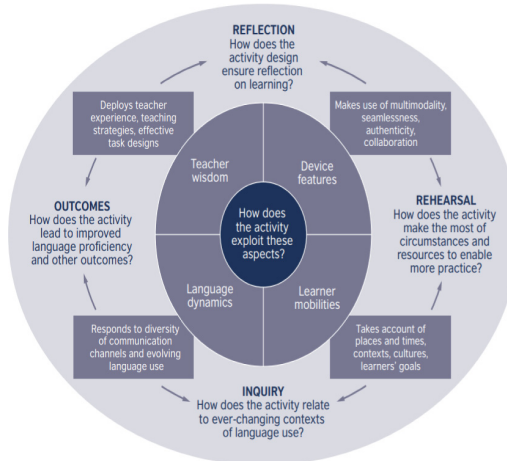 REFLECTION
How does the
activity design
ensure reflection
on learning?
Deploys teacher
experience, teaching
strategies, effective
task designs
Makes use of multimodality,
seamlessness,
authenticity,
collaboration
Teacher
wisdom
Device
features
OUTCOMES
How does the activity
lead to improved
language proficiency
and other outcomes?
How does
the activity
exploit these
aspects?
REHEARSAL
How does the activity
make the most of
circumstances and
resources to enable
more practice?
Language
dynamics
Learner
mobilities
Responds to diversity
of communication
channels and evolving
language use
Takes account of
places and times,
contexts, cultures,
learners' goals
INQUIRY
How does the activity relate
to ever-changing contexts
of language use?